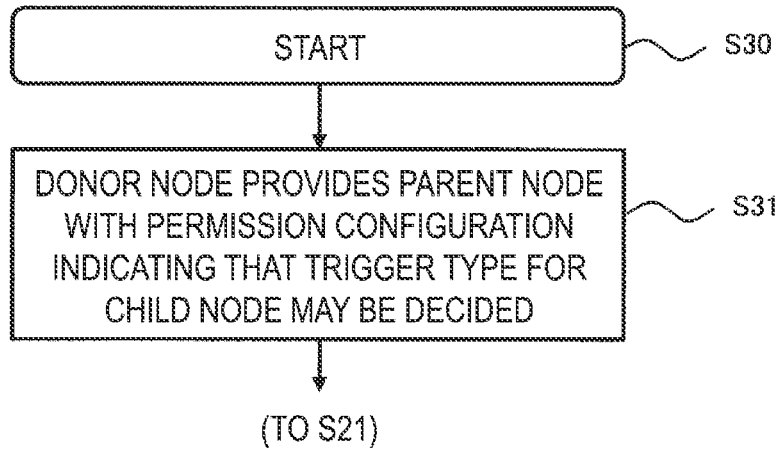 START
S30
DONOR NODE PROVIDES PARENT NODE
WITH PERMISSION CONFIGURATION
INDICATING THAT TRIGGER TYPE FOR
CHILD NODE MAY BE DECIDED
S31
(TO S21)